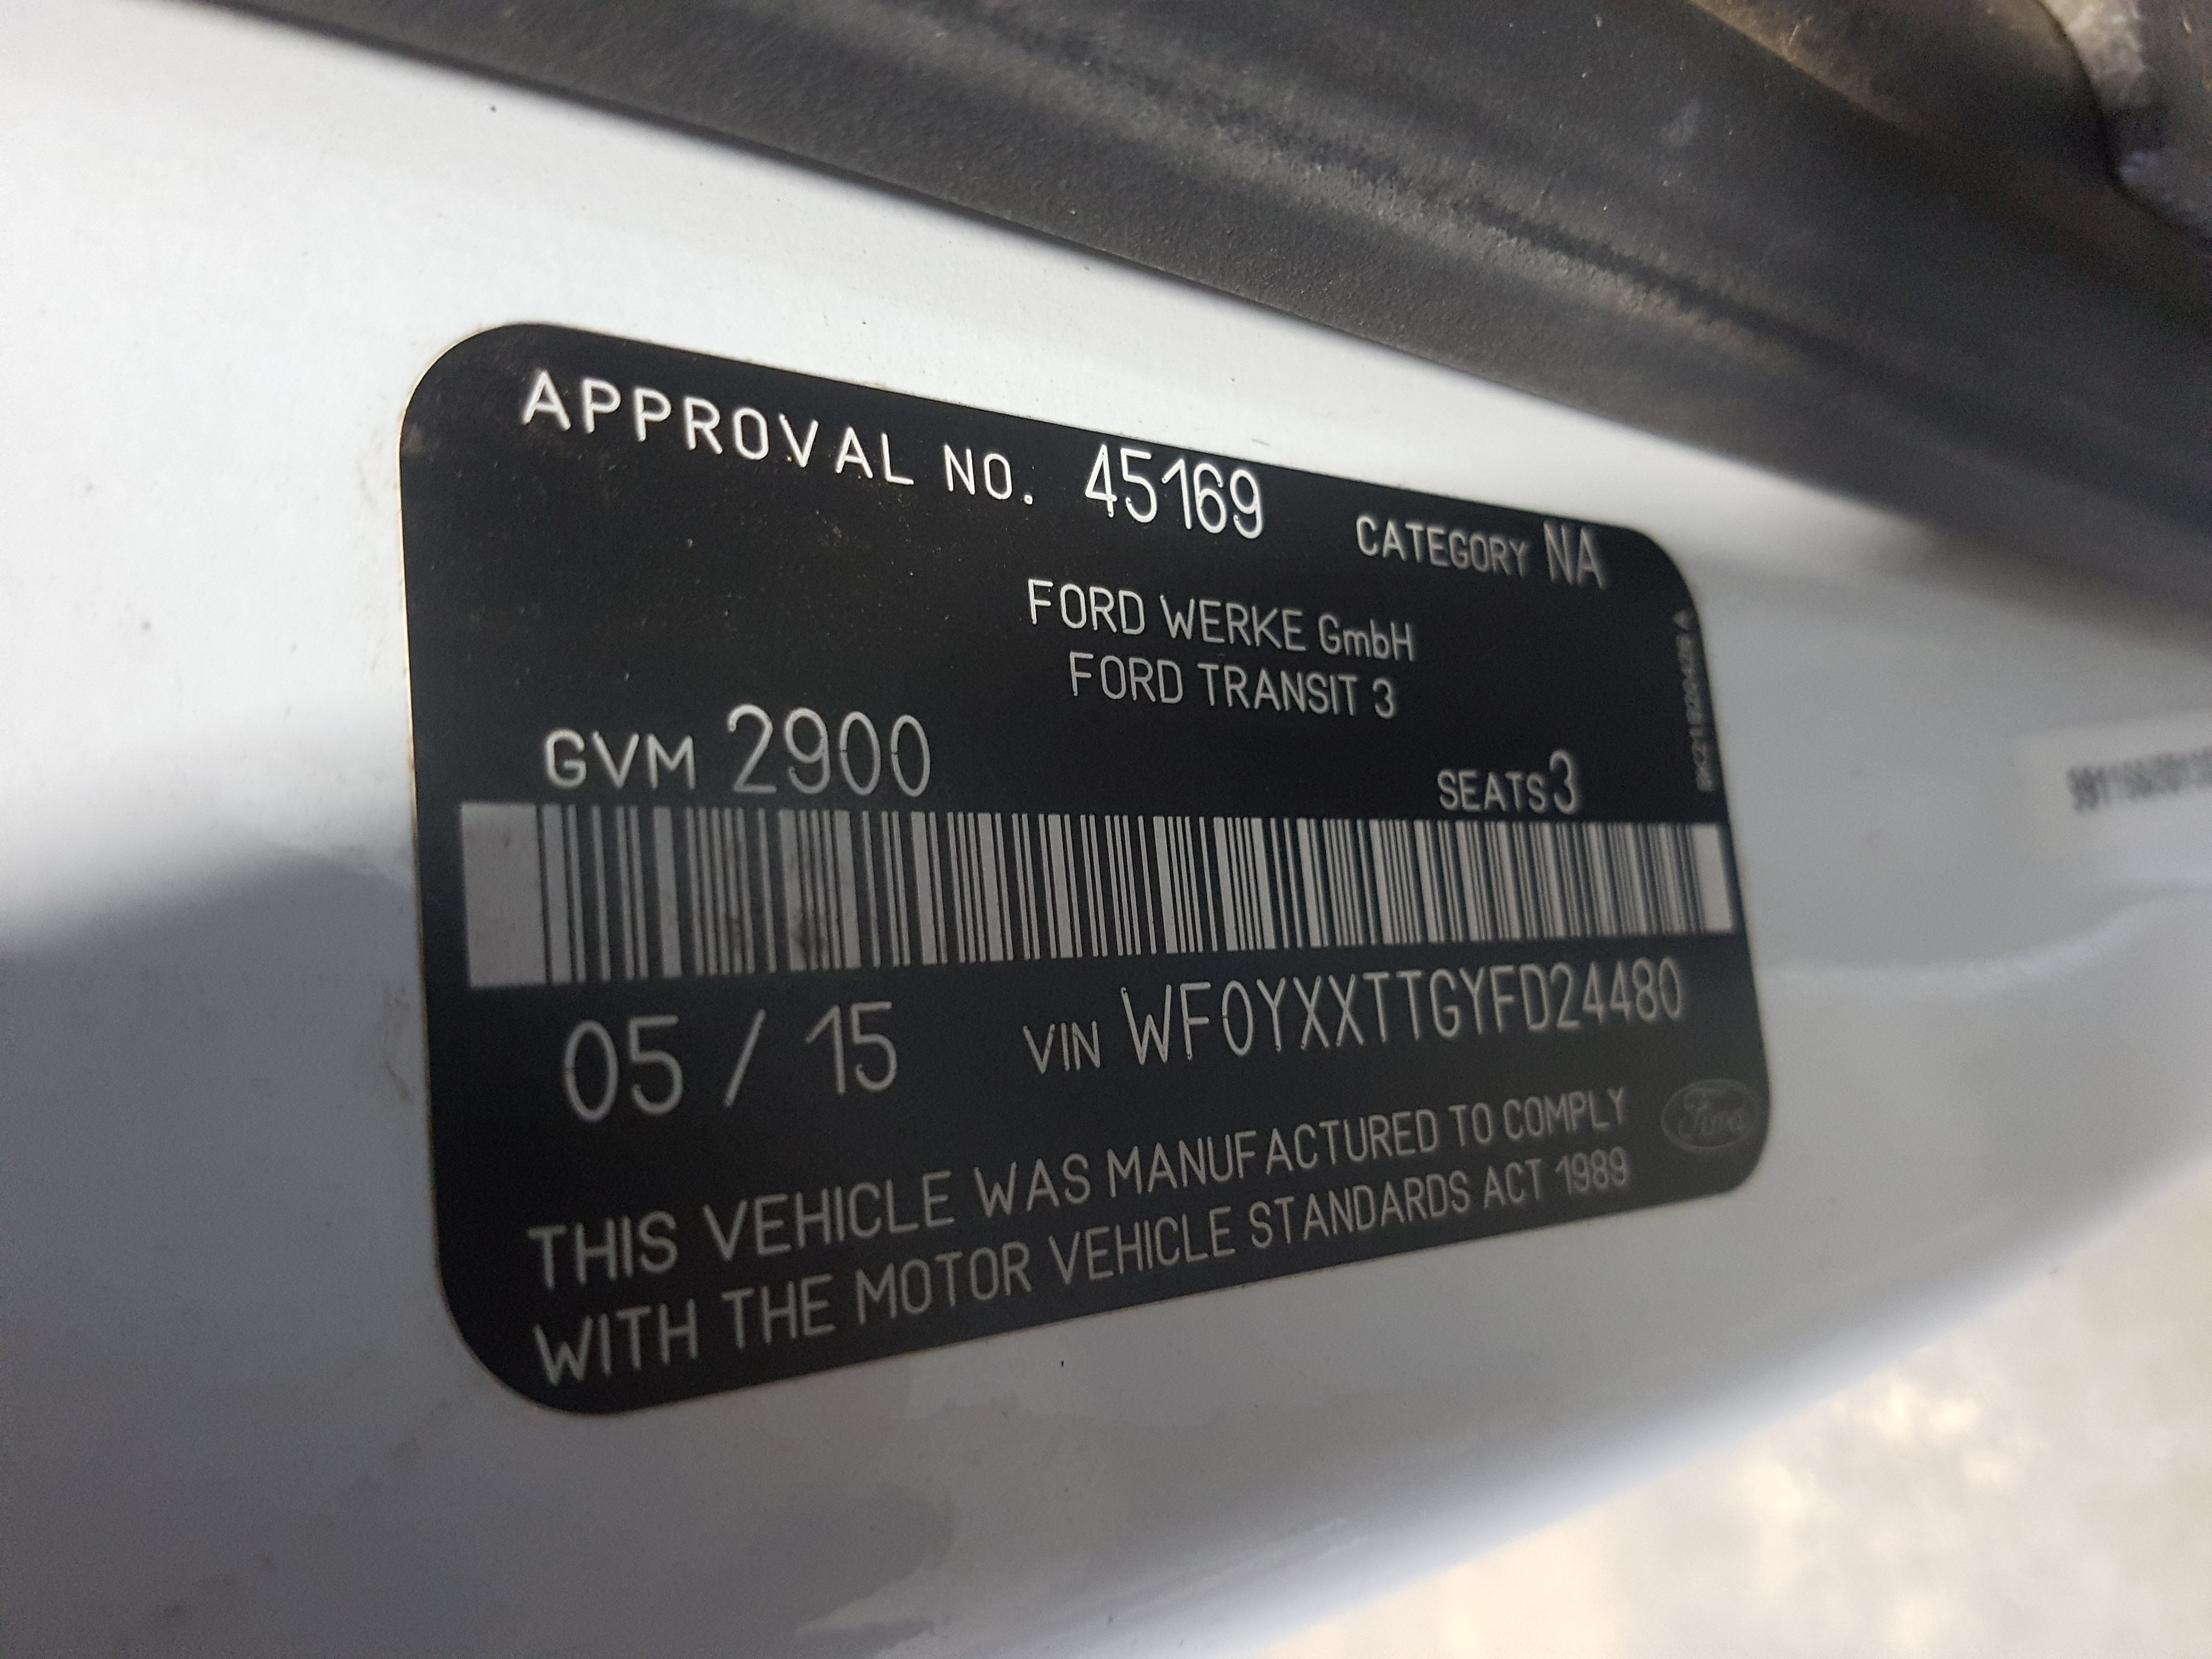 APPROVAL NO. 45169 CATEGORY NA
FORD WERKE GmbH
FORD TRANSIT 3
GVM 2900 SEATS 3
05 / 15 VIN WF0YXXTTGYFD24480
Ford
THIS VEHICLE WAS MANUFACTURED TO COMPLY
WITH THE MOTOR VEHICLE STANDARDS ACT 1989